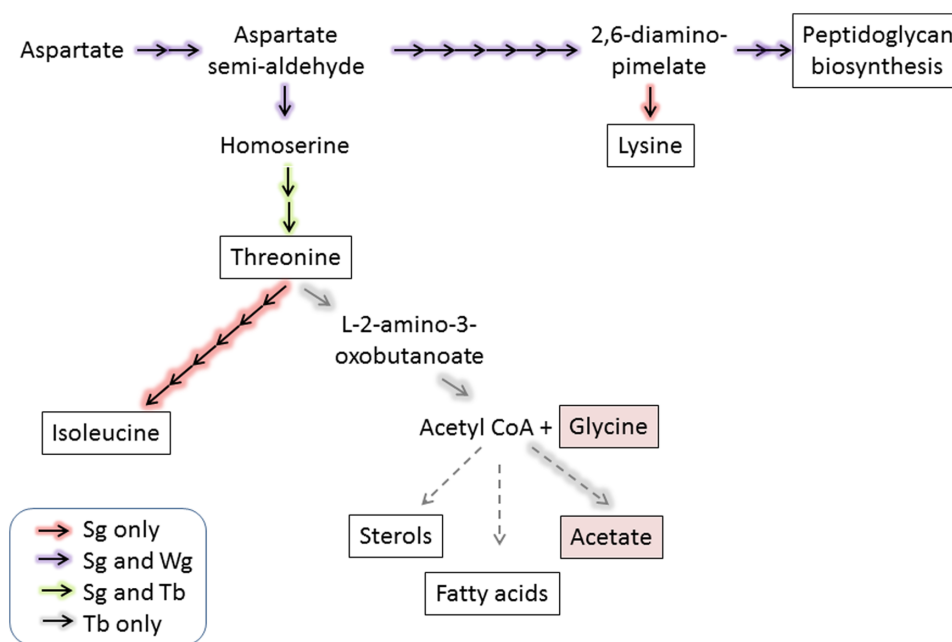 Aspartate
Aspartate
semi-aldehyde
2,6-diamino-
pimelate
Peptidoglycan
biosynthesis
Homoserine
Lysine
Threonine
L-2-amino-3-
oxobutanoate
Isoleucine
Acetyl CoA + Glycine
Sterols
Acetate
Fatty acids
Sg only
Sg and Wg
Sg and Tb
Tb only